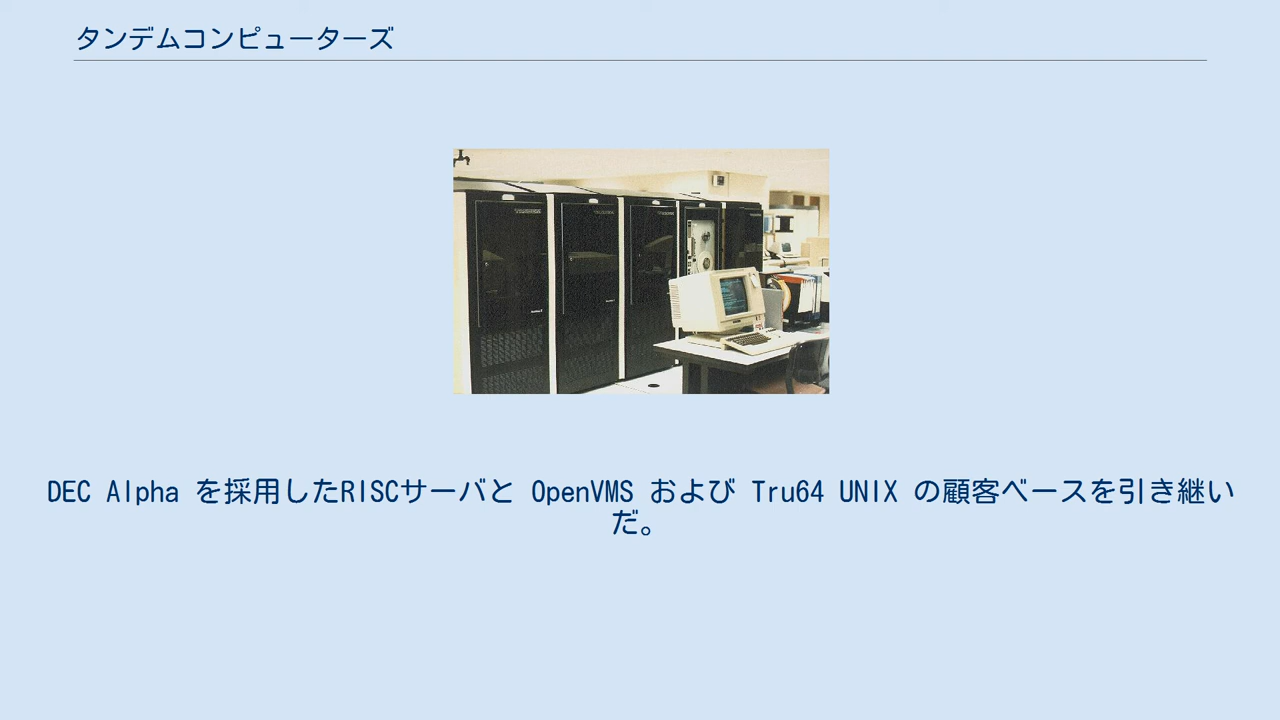 タンデムコンピューターズ
TANDEM
DEC Alpha を採用したRISCサーバと OpenVMS および Tru64 UNIX の顧客ベースを引き継い
だ。